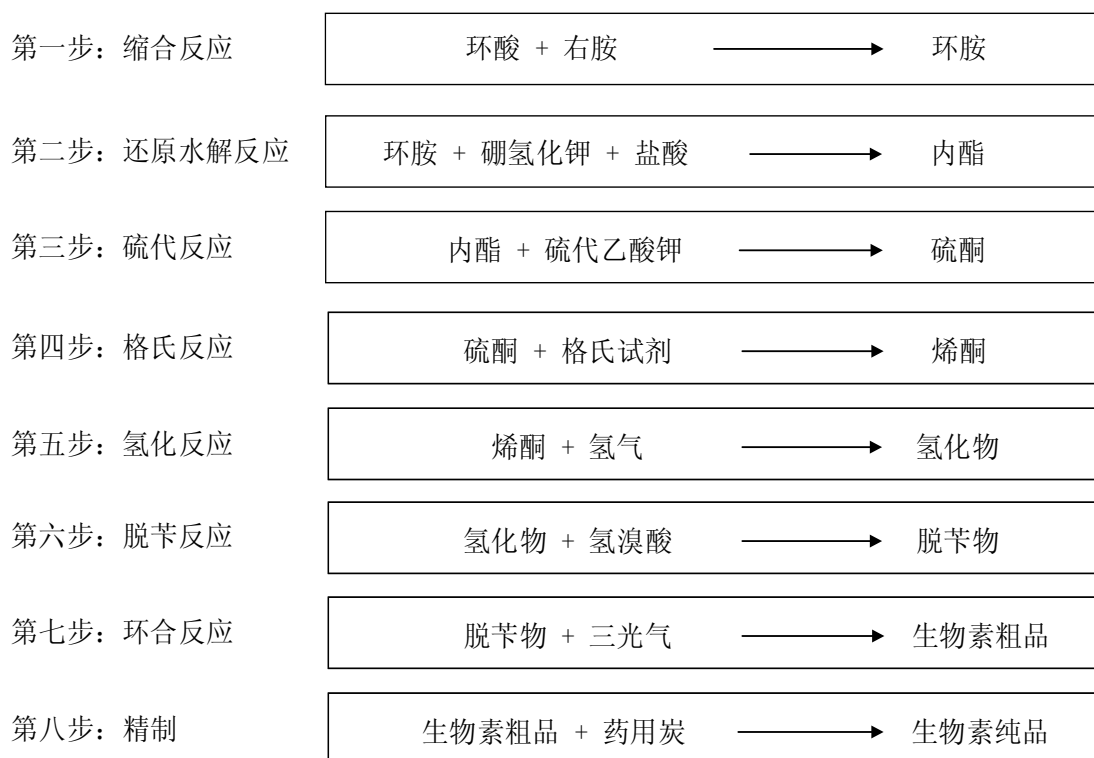 第一步：缩合反应 环酸 + 右胺 环胺
第二步：还原水解反应 环胺 + 硼氢化钾 + 盐酸 内酯
第三步：硫代反应 内酯 + 硫代乙酸钾 硫酮
第四步：格氏反应 硫酮 + 格氏试剂 烯酮
第五步：氢化反应 烯酮 + 氢气 氢化物
第六步：脱苄反应 氢化物 + 氢溴酸 脱苄物
第七步：环合反应 脱苄物 + 三光气 生物素粗品
第八步：精制 生物素粗品 + 药用炭 生物素纯品